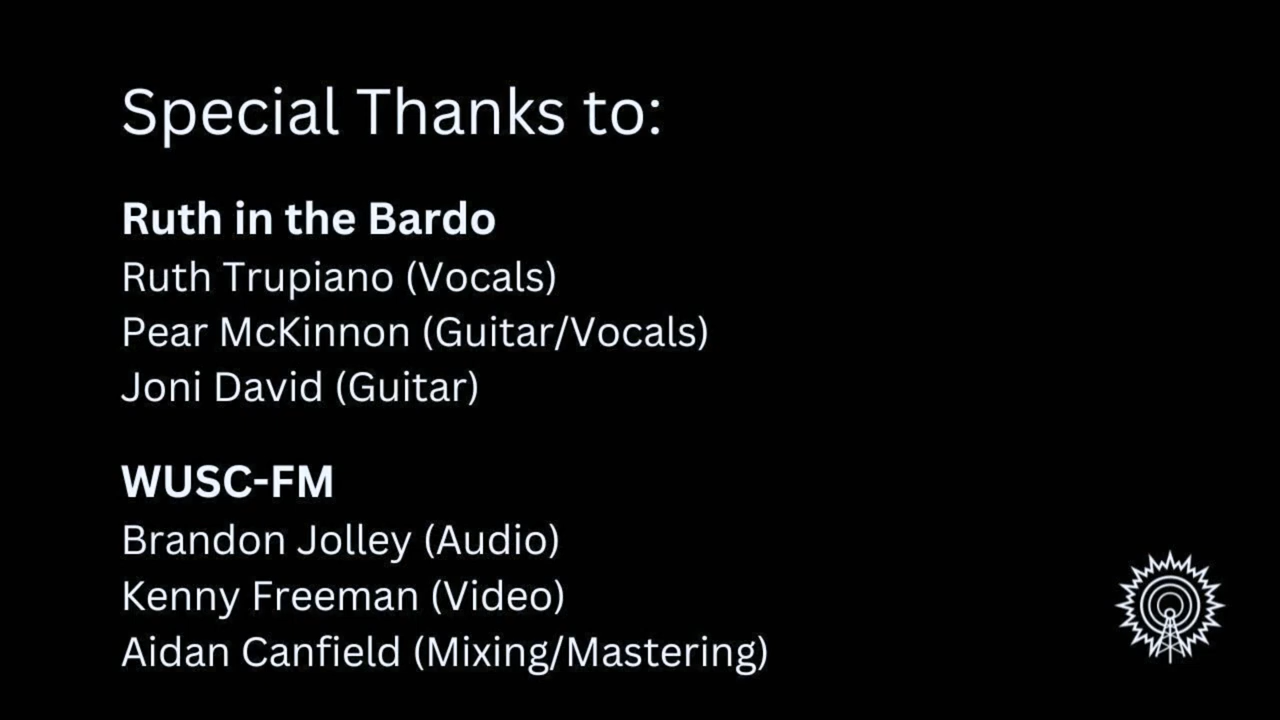 Special Thanks to:
Ruth in the Bardo
Ruth Trupiano (Vocals)
Pear McKinnon (Guitar/Vocals)
Joni David (Guitar)
WUSC-FM
Brandon Jolley (Audio)
Kenny Freeman (Video)
Aidan Canfield (Mixing/Mastering)